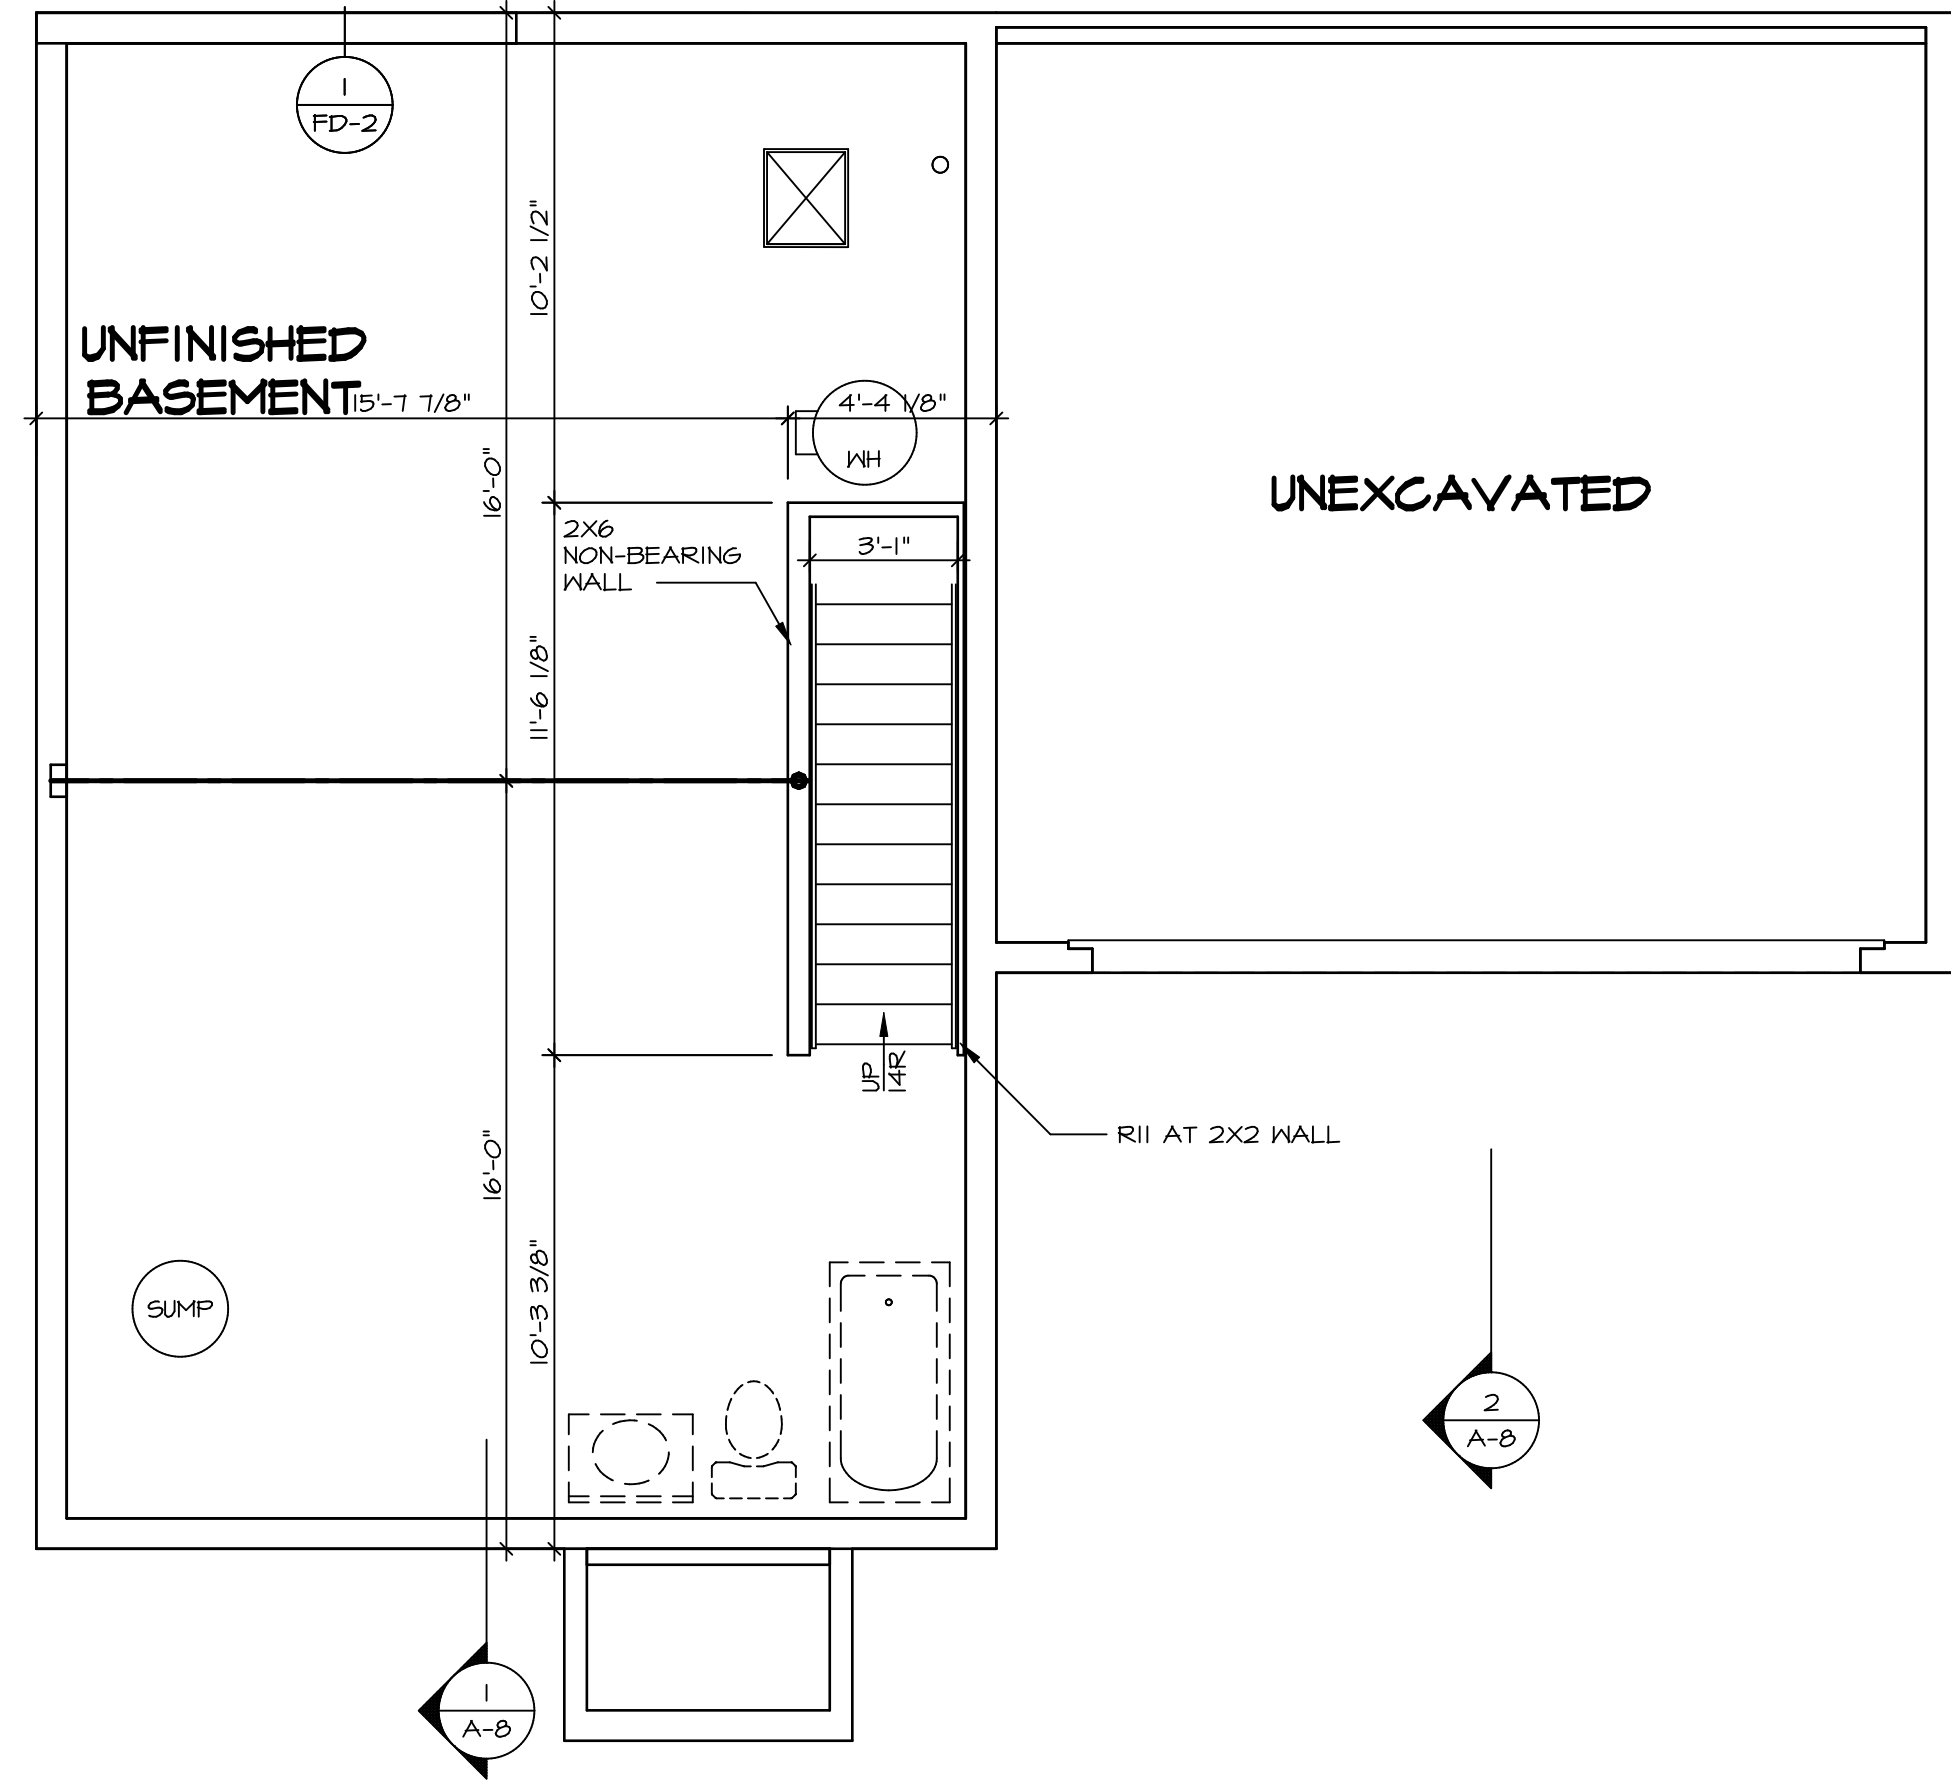 1
FD-2
10'-2 1/2"
UNFINISHED
BASEMENT
15'-7 7/8"
4'-4 1/8"
WH
16'-0"
UNEXCAVATED
2X6
NON-BEARING
WALL
3'-1"
11'-6 1/8"
UP
14R
R11 AT 2X2 WALL
16'-0"
10'-3 3/8"
SUMP
2
A-8
1
A-8